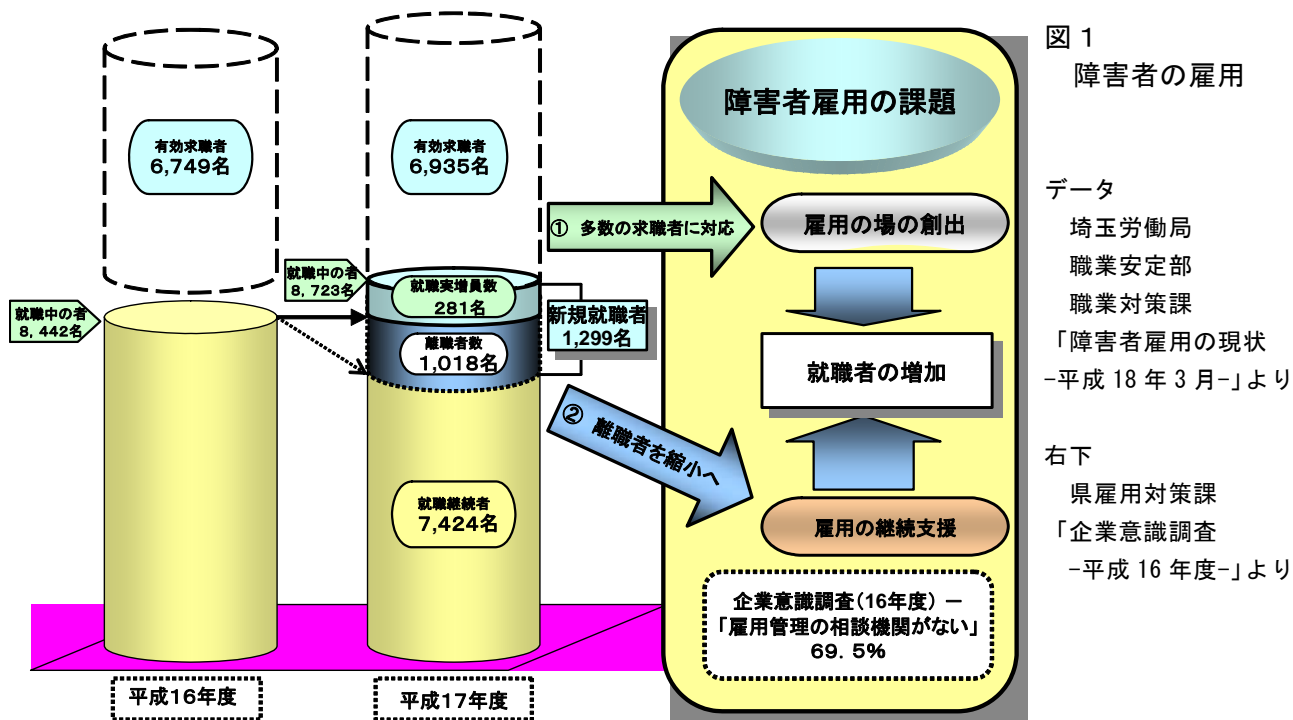 有効求職者
6,749名
就職中の者
8,442名
平成16年度
有効求職者
6,935名
就職中の者
8,723名
就職実増員数
281名
離職者数
1,018名
新規就職者
1,299名
就職継続者
7,424名
平成17年度
① 多数の求職者に対応
② 離職者を縮小へ
障害者雇用の課題
雇用の場の創出
就職者の増加
雇用の継続支援
企業意識調査(16年度) －
「雇用管理の相談機関がない」
69.5%
図1
障害者の雇用
データ
埼玉労働局
職業安定部
職業対策課
「障害者雇用の現状
-平成18年3月-」より
右下
県雇用対策課
「企業意識調査
-平成16年度-」より